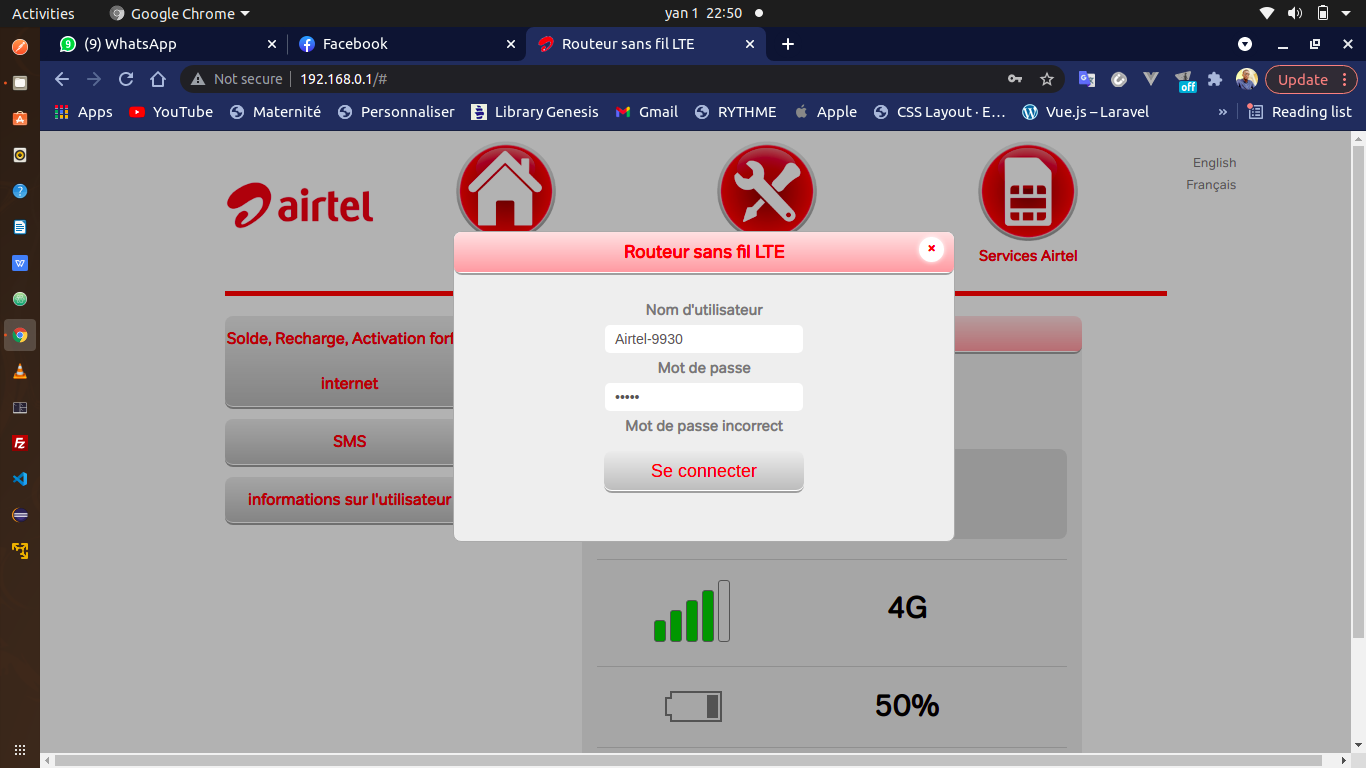 Activities
Google Chrome
yan 1 22:50
(9) WhatsApp
Facebook
Routeur sans fil LTE
Not secure
192.168.0.1/#
off
Update
Apps
YouTube
Maternité
Personnaliser
Library Genesis
Gmail
RYTHME
Apple
CSS Layout · E…
Vue.js – Laravel
»
Reading list
airtel
English
Français
Services Airtel
Routeur sans fil LTE
Nom d'utilisateur
Airtel-9930
Mot de passe
•••••
Mot de passe incorrect
Se connecter
Solde, Recharge, Activation forf
internet
SMS
informations sur l'utilisateur
4G
50%